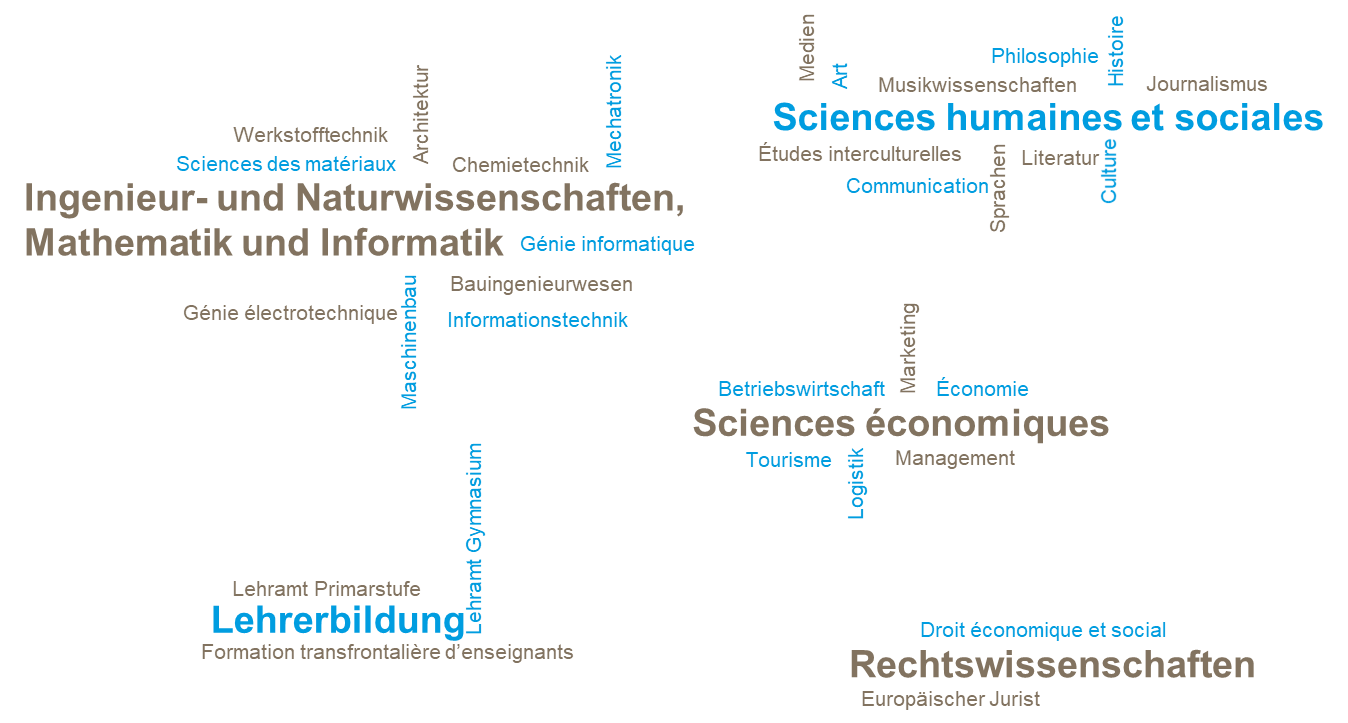 Werkstofftechnik
Architektur
Mechatronik
Sciences des matériaux
Chemietechnik
Ingenieur- und Naturwissenschaften,
Mathematik und Informatik
Génie informatique
Bauingenieurwesen
Génie électrotechnique
Maschinenbau
Informationstechnik
Medien
Art
Philosophie
Histoire
Musikwissenschaften
Journalismus
Sciences humaines et sociales
Études interculturelles
Sprachen
Literatur
Culture
Communication
Marketing
Betriebswirtschaft
Économie
Sciences économiques
Tourisme
Logistik
Management
Lehramt Gymnasium
Lehramt Primarstufe
Lehrerbildung
Formation transfrontalière d’enseignants
Droit économique et social
Rechtswissenschaften
Europäischer Jurist